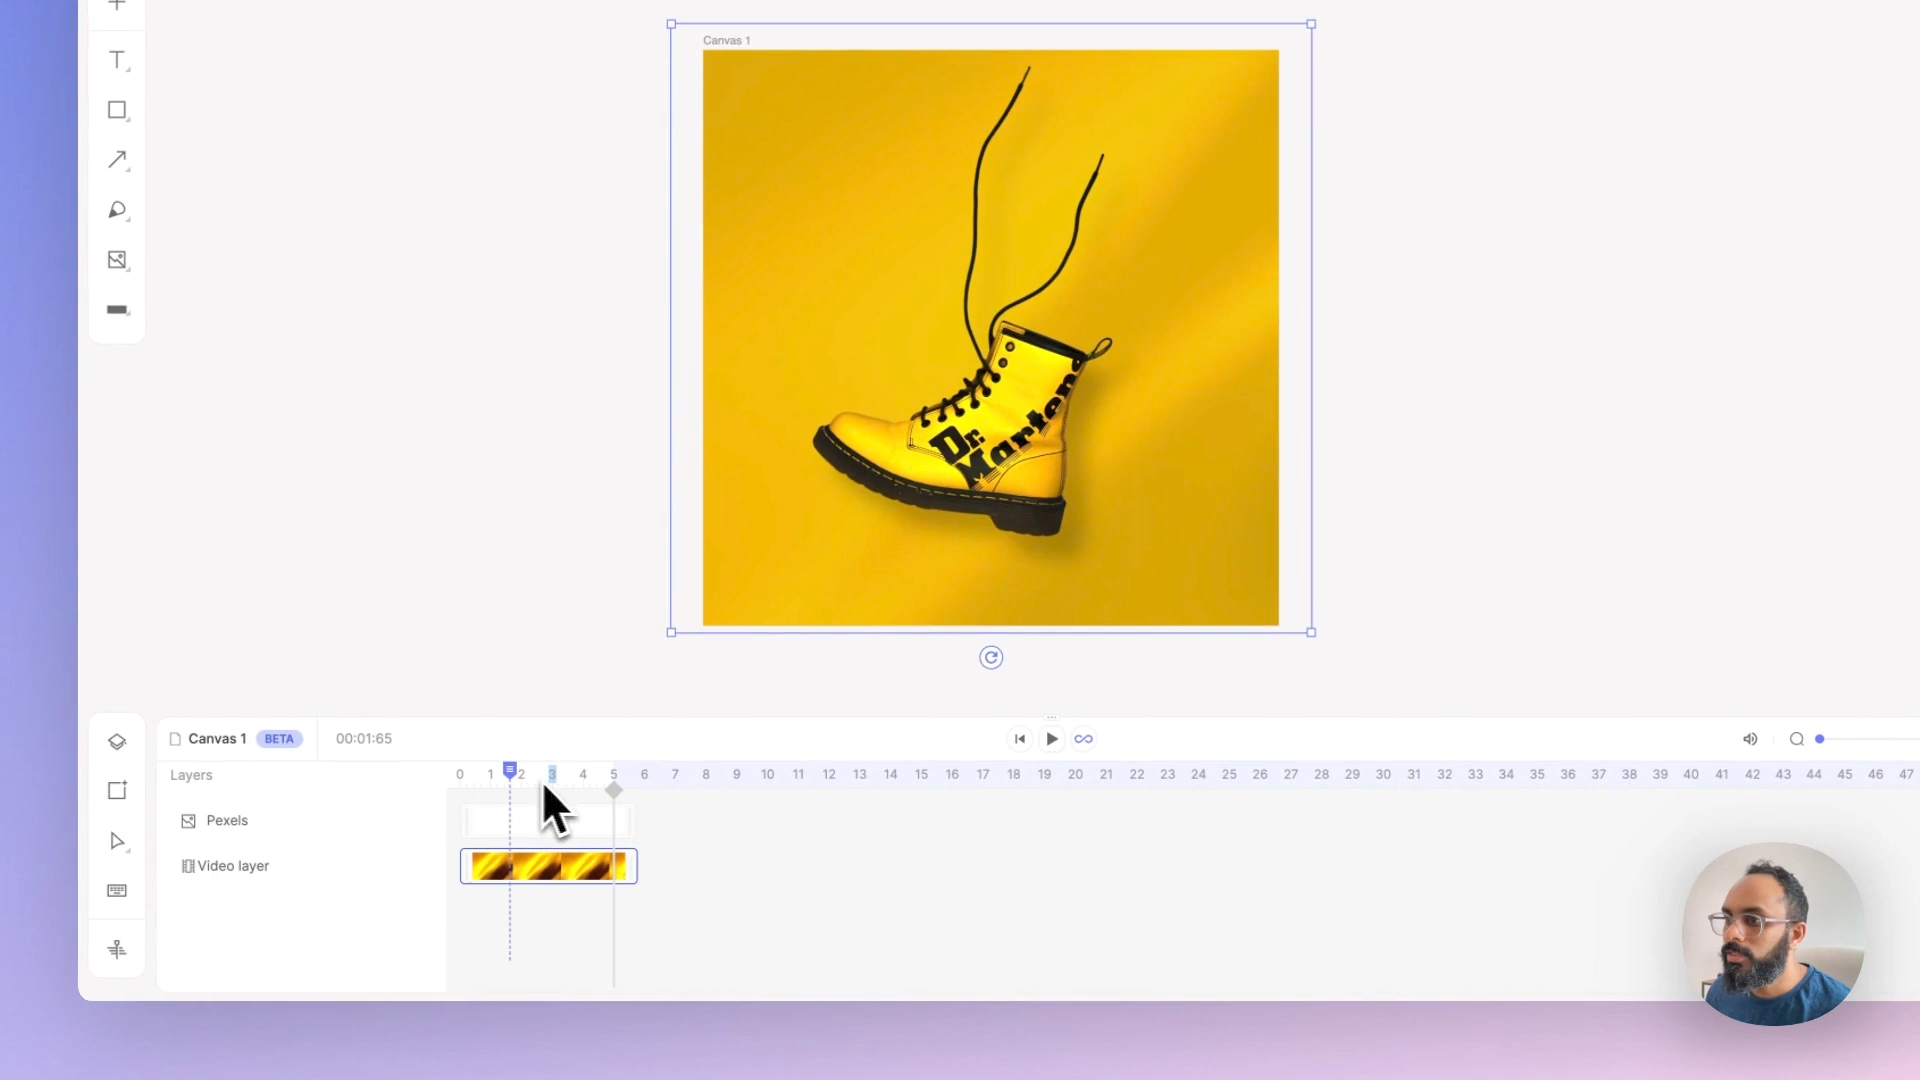 Canvas 1
Dr.
Martens
Canvas 1 BETA 00:01:65
Layers
0 1 2 3 4 5 6 7 8 9 10 11 12 13 14 15 16 17 18 19 20 21 22 23 24 25 26 27 28 29 30 31 32 33 34 35 36 37 38 39 40 41 42 43 44 45 46 47
Pexels
Video layer